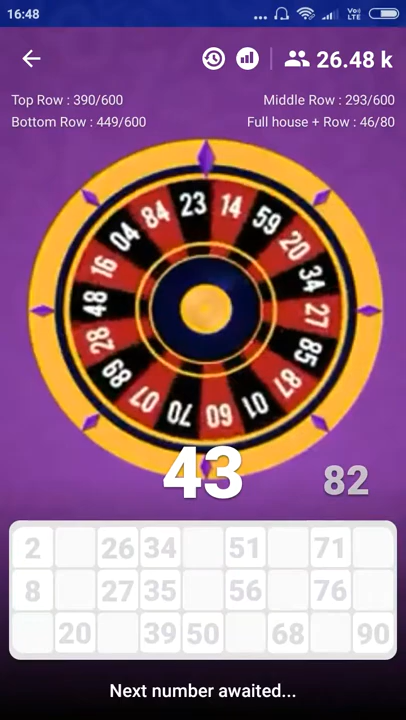 16:48
Vo) LTE
26.48 k
Top Row : 390/600
Middle Row : 293/600
Bottom Row : 449/600
Full house + Row : 46/80
23 14 59 20 34 27 85 87 01 60 70 07 89 28 48 16 04 84
43
82
2 26 34 51 71
8 27 35 56 76
20 39 50 68 90
Next number awaited...